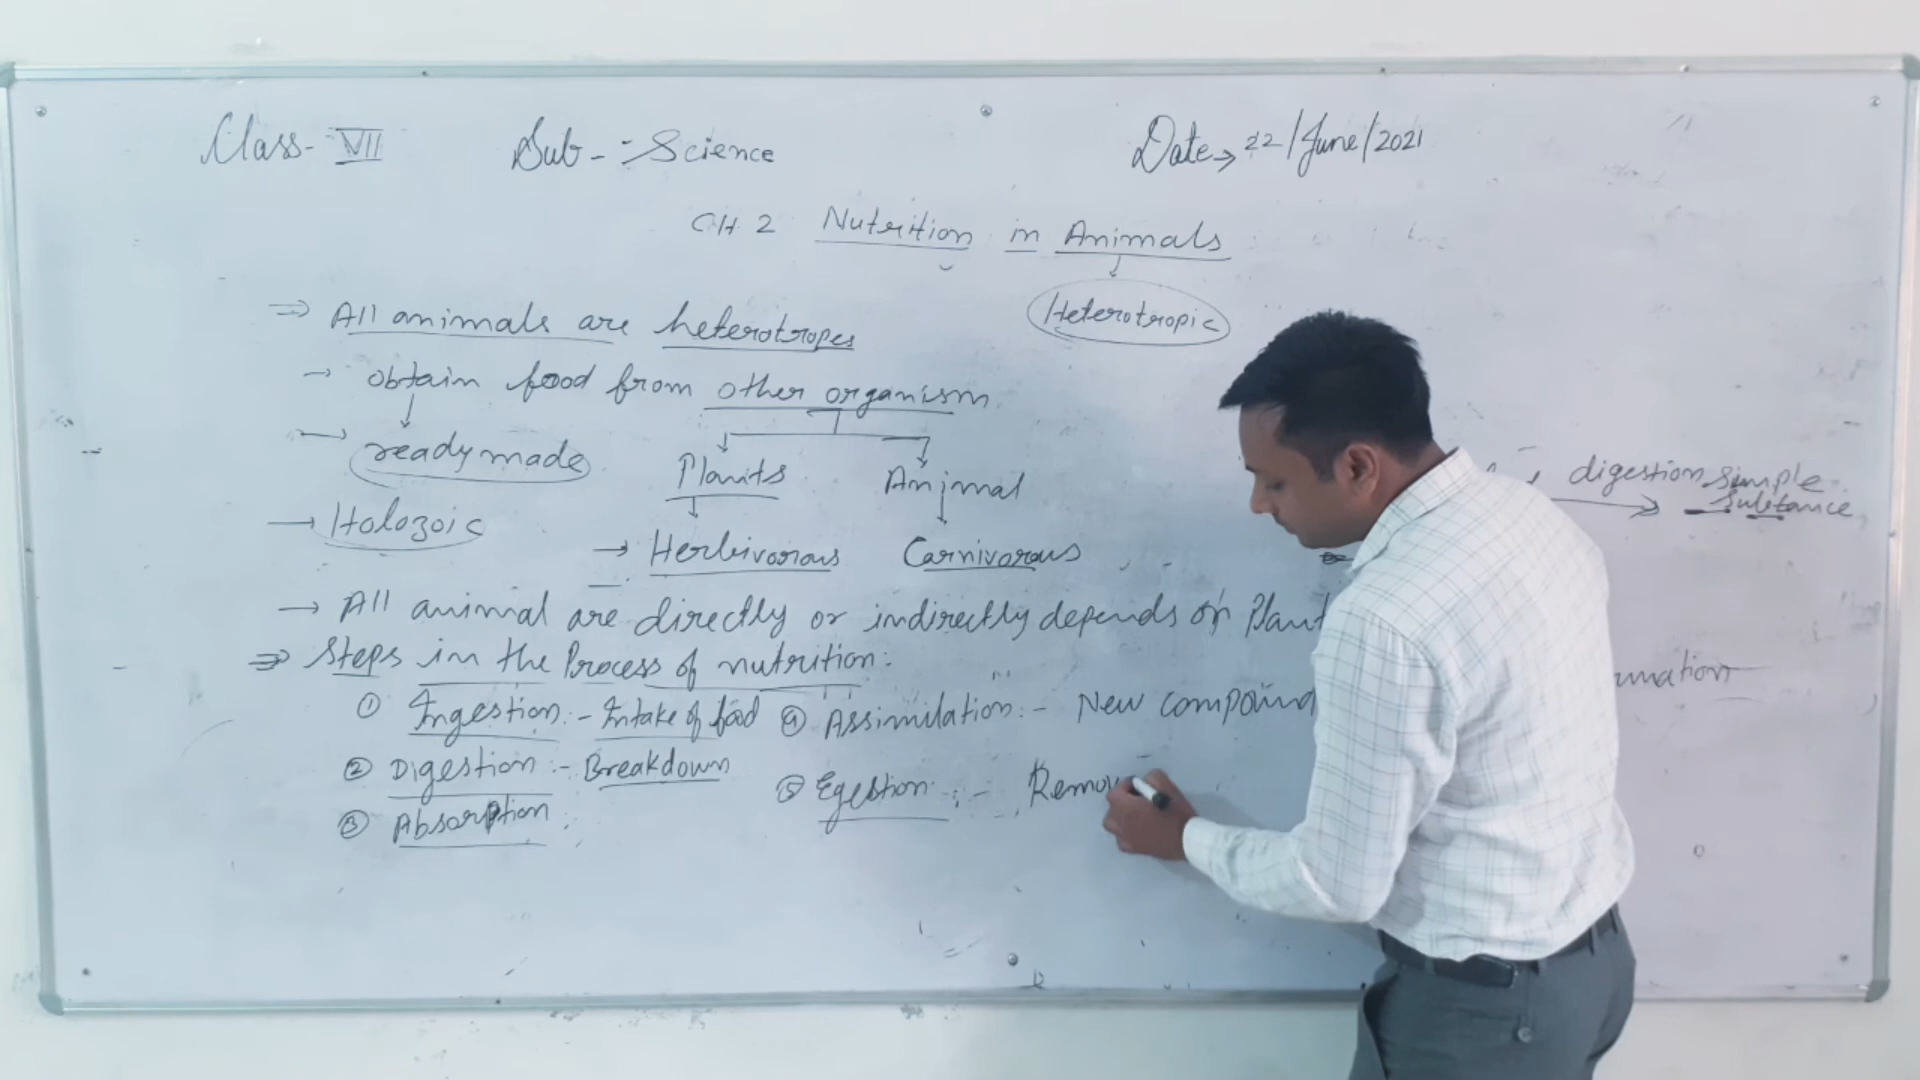 Class- VII Sub- :- Science Date→ 22/June/2021
CH 2 Nutrition in Animals
Heterotropic
⇒ All animals are heterotropes
→ obtain food from other organism
→ readymade
Plants Animal
digestion simple
substance
→ Holozoic
→ Herbivorous Carnivorous
→ All animal are directly or indirectly depends on Plant
⇒ Steps in the Process of nutrition:
① Ingestion:- Intake of food ④ Assimilation:- New compound
② Digestion:- Breakdown
⑤ Egestion:- Remov
③ Absorption: